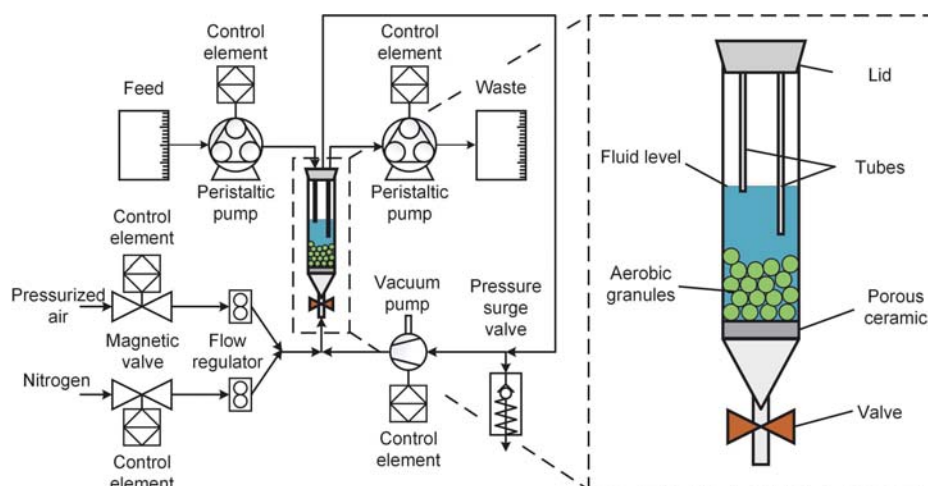 Control
element
Feed
Peristaltic
pump
Control
element
Waste
Peristaltic
pump
Control
element
Pressurized
air
Magnetic
valve
Flow
regulator
Nitrogen
Control
element
Vacuum
pump
Control
element
Pressure
surge
valve
Lid
Fluid level
Tubes
Aerobic
granules
Porous
ceramic
Valve